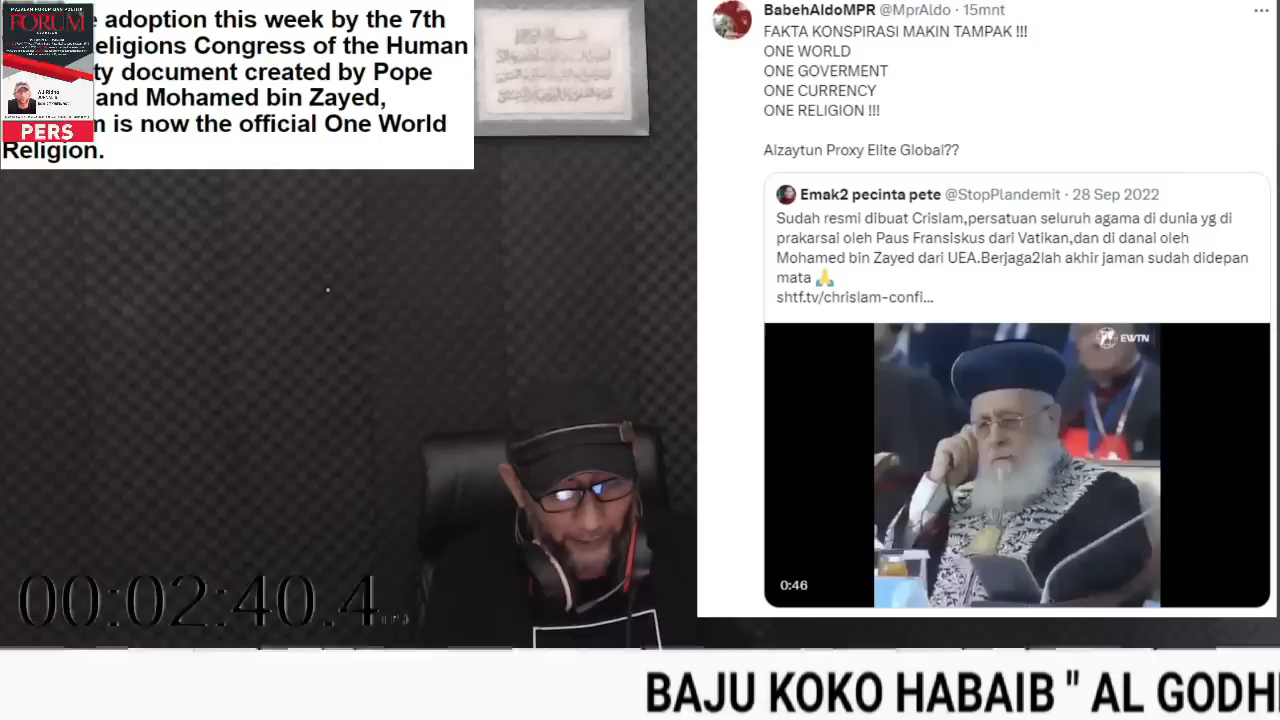 FORUM
PERS
e adoption this week by the 7th
eligions Congress of the Human
ty document created by Pope
and Mohamed bin Zayed,
m is now the official One World
Religion.
BabehAldoMPR @MprAldo · 15mnt
FAKTA KONSPIRASI MAKIN TAMPAK !!!
ONE WORLD
ONE GOVERMENT
ONE CURRENCY
ONE RELIGION !!!
Alzaytun Proxy Elite Global??
Emak2 pecinta pete @StopPlandemit · 28 Sep 2022
Sudah resmi dibuat Crislam,persatuan seluruh agama di dunia yg di
prakarsai oleh Paus Fransiskus dari Vatikan,dan di danai oleh
Mohamed bin Zayed dari UEA.Berjaga2lah akhir jaman sudah didepan
mata 🙏
shtf.tv/chrislam-confi...
EWTN
0:46
00:02:40.4
BAJU KOKO HABAIB " AL GODH